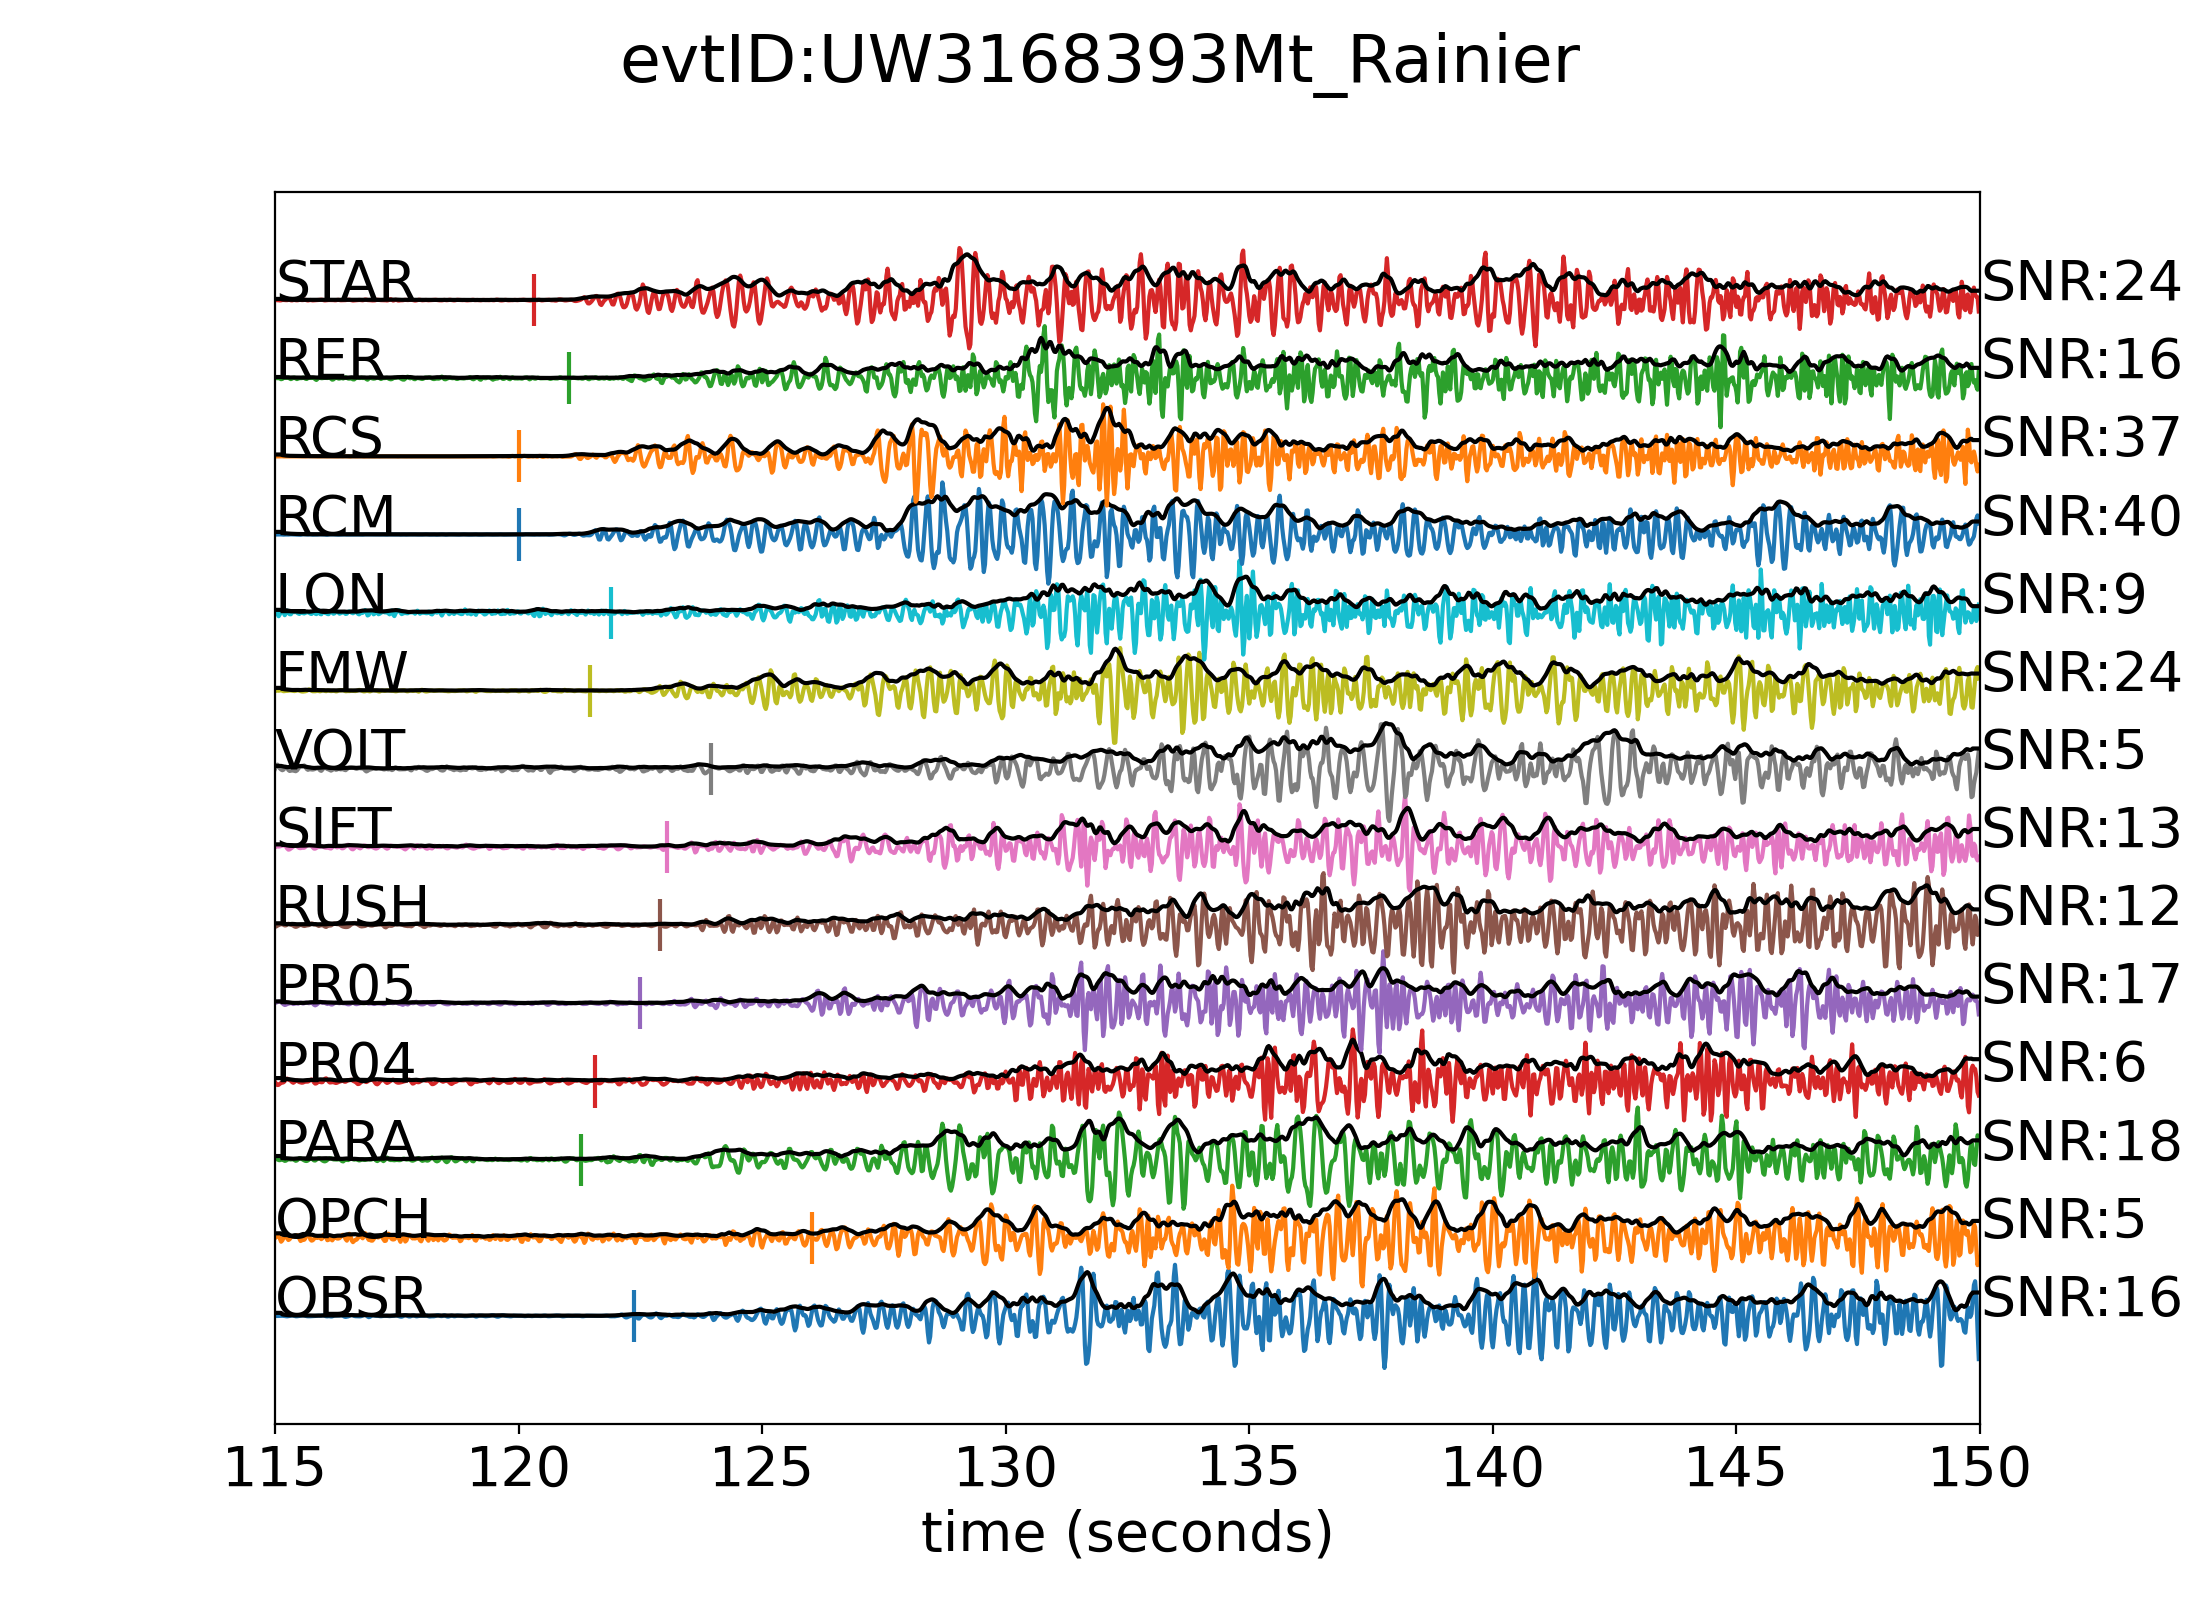 evtID:UW3168393Mt_Rainier
STAR SNR:24
RER SNR:16
RCS SNR:37
RCM SNR:40
LON SNR:9
FMW SNR:24
VOIT SNR:5
SIFT SNR:13
RUSH SNR:12
PR05 SNR:17
PR04 SNR:6
PARA SNR:18
OPCH SNR:5
OBSR SNR:16
115 120 125 130 135 140 145 150
time (seconds)